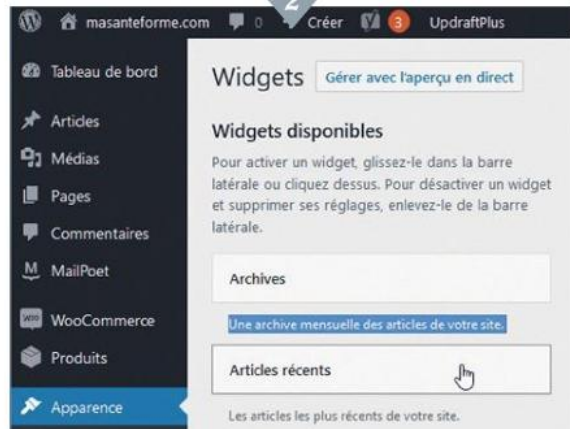 2
masanteforme.com 0 Créer 3 UpdraftPlus
Tableau de bord
Articles
Médias
Pages
Commentaires
M MailPoet
WOO WooCommerce
Produits
Apparence
Widgets Gérer avec l'aperçu en direct
Widgets disponibles
Pour activer un widget, glissez-le dans la barre
latérale ou cliquez dessus. Pour désactiver un widget
et supprimer ses réglages, enlevez-le de la barre
latérale.
Archives
Une archive mensuelle des articles de votre site.
Articles récents
Les articles les plus récents de votre site.